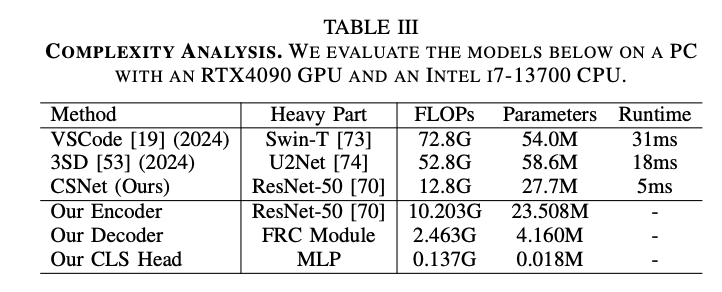 TABLE III
COMPLEXITY ANALYSIS. WE EVALUATE THE MODELS BELOW ON A PC
WITH AN RTX4090 GPU AND AN INTEL I7-13700 CPU.
Method Heavy Part FLOPs Parameters Runtime
VSCode [19] (2024) Swin-T [73] 72.8G 54.0M 31ms
3SD [53] (2024) U2Net [74] 52.8G 58.6M 18ms
CSNet (Ours) ResNet-50 [70] 12.8G 27.7M 5ms
Our Encoder ResNet-50 [70] 10.203G 23.508M -
Our Decoder FRC Module 2.463G 4.160M -
Our CLS Head MLP 0.137G 0.018M -